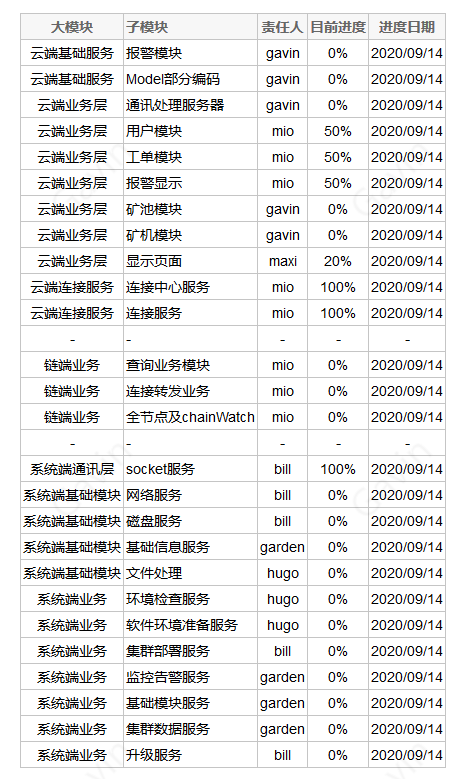 大模块 子模块 责任人 目前进度 进度日期
云端基础服务 报警模块 gavin 0% 2020/09/14
云端基础服务 Model部分编码 gavin 0% 2020/09/14
云端业务层 通讯处理服务器 gavin 0% 2020/09/14
云端业务层 用户模块 mio 50% 2020/09/14
云端业务层 工单模块 mio 50% 2020/09/14
云端业务层 报警显示 mio 50% 2020/09/14
云端业务层 矿池模块 gavin 0% 2020/09/14
云端业务层 矿机模块 gavin 0% 2020/09/14
云端业务层 显示页面 maxi 20% 2020/09/14
云端连接服务 连接中心服务 mio 100% 2020/09/14
云端连接服务 连接服务 mio 100% 2020/09/14
- - - - -
链端业务 查询业务模块 mio 0% 2020/09/14
链端业务 连接转发业务 mio 0% 2020/09/14
链端业务 全节点及chainWatch mio 0% 2020/09/14
- - - - -
系统端通讯层 socket服务 bill 100% 2020/09/14
系统端基础模块 网络服务 bill 0% 2020/09/14
系统端基础模块 磁盘服务 bill 0% 2020/09/14
系统端基础模块 基础信息服务 garden 0% 2020/09/14
系统端基础模块 文件处理 hugo 0% 2020/09/14
系统端业务 环境检查服务 hugo 0% 2020/09/14
系统端业务 软件环境准备服务 hugo 0% 2020/09/14
系统端业务 集群部署服务 bill 0% 2020/09/14
系统端业务 监控告警服务 garden 0% 2020/09/14
系统端业务 基础模块服务 garden 0% 2020/09/14
系统端业务 集群数据服务 garden 0% 2020/09/14
系统端业务 升级服务 bill 0% 2020/09/14